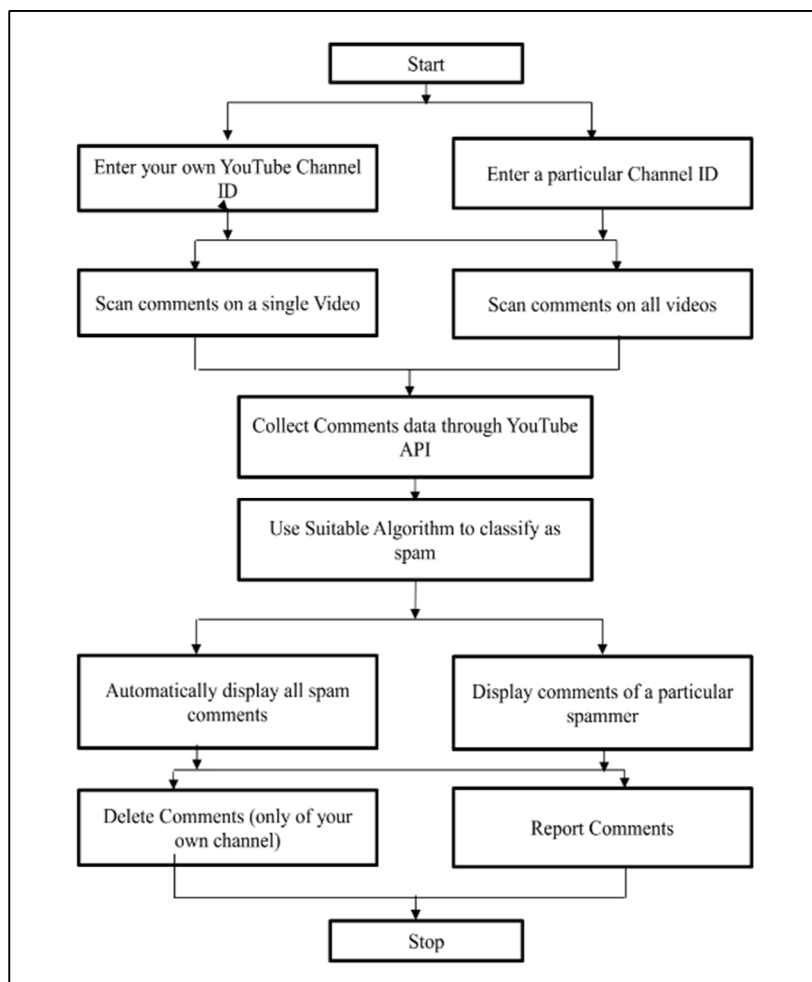 Start
Enter your own YouTube Channel
ID
Enter a particular Channel ID
Scan comments on a single Video
Scan comments on all videos
Collect Comments data through YouTube
API
Use Suitable Algorithm to classify as
spam
Automatically display all spam
comments
Display comments of a particular
spammer
Delete Comments (only of your
own channel)
Report Comments
Stop